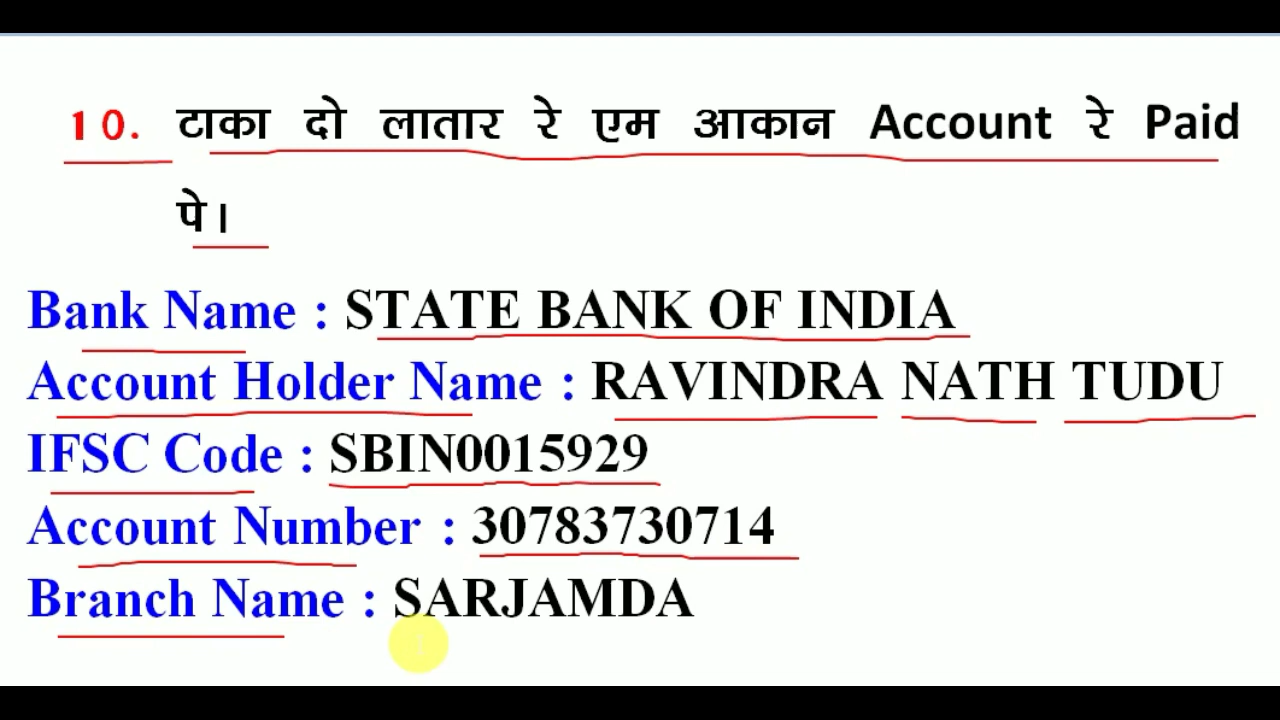 10. टाका दो लातार रे एम आकान Account रे Paid
पे।
Bank Name : STATE BANK OF INDIA
Account Holder Name : RAVINDRA NATH TUDU
IFSC Code : SBIN0015929
Account Number : 30783730714
Branch Name : SARJAMDA